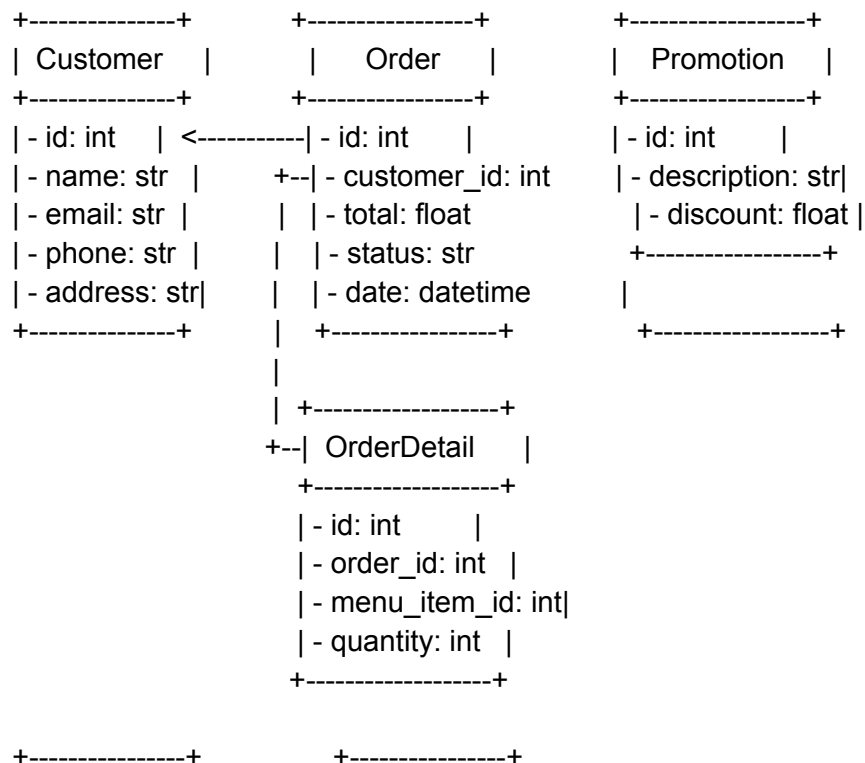 +---------------+ +-----------------+ +------------------+
| Customer | | Order | | Promotion |
+---------------+ +-----------------+ +------------------+
| - id: int | <-----------| - id: int | | - id: int |
| - name: str | +--| - customer_id: int | - description: str|
| - email: str | | | - total: float | - discount: float |
| - phone: str | | | - status: str +------------------+
| - address: str| | | - date: datetime |
+---------------+ | +-----------------+ +------------------+
|
| +-------------------+
+--| OrderDetail |
+-------------------+
| - id: int |
| - order_id: int |
| - menu_item_id: int|
| - quantity: int |
+-------------------+
+----------------+ +----------------+